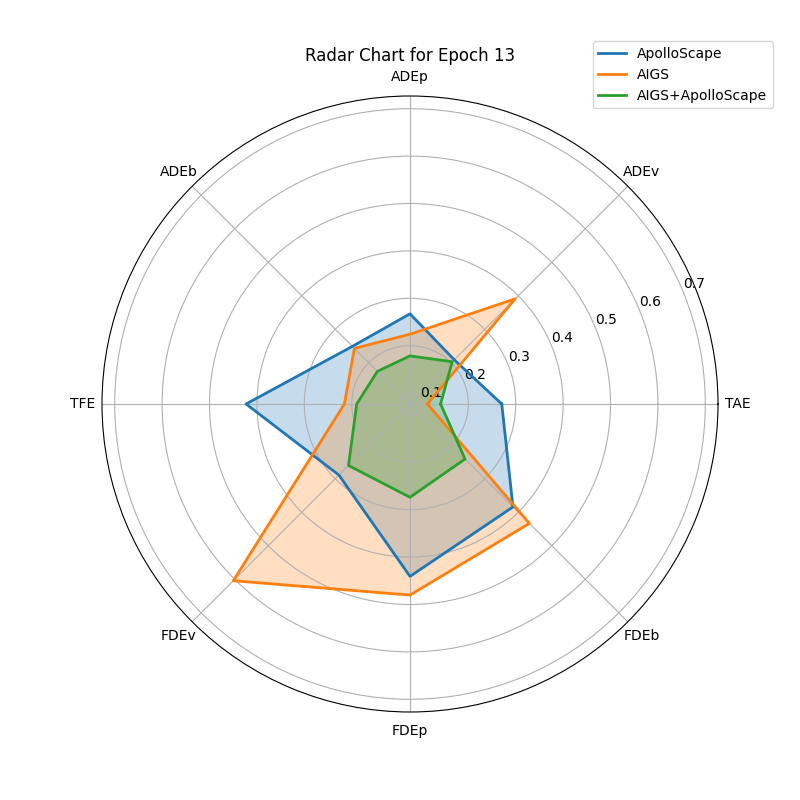 Radar Chart for Epoch 13
ApolloScape
AIGS
AIGS+ApolloScape
ADEp
ADEb
ADEv
0.7
0.6
0.5
0.4
0.3
0.2
0.1
TFE
TAE
FDEv
FDEb
FDEp